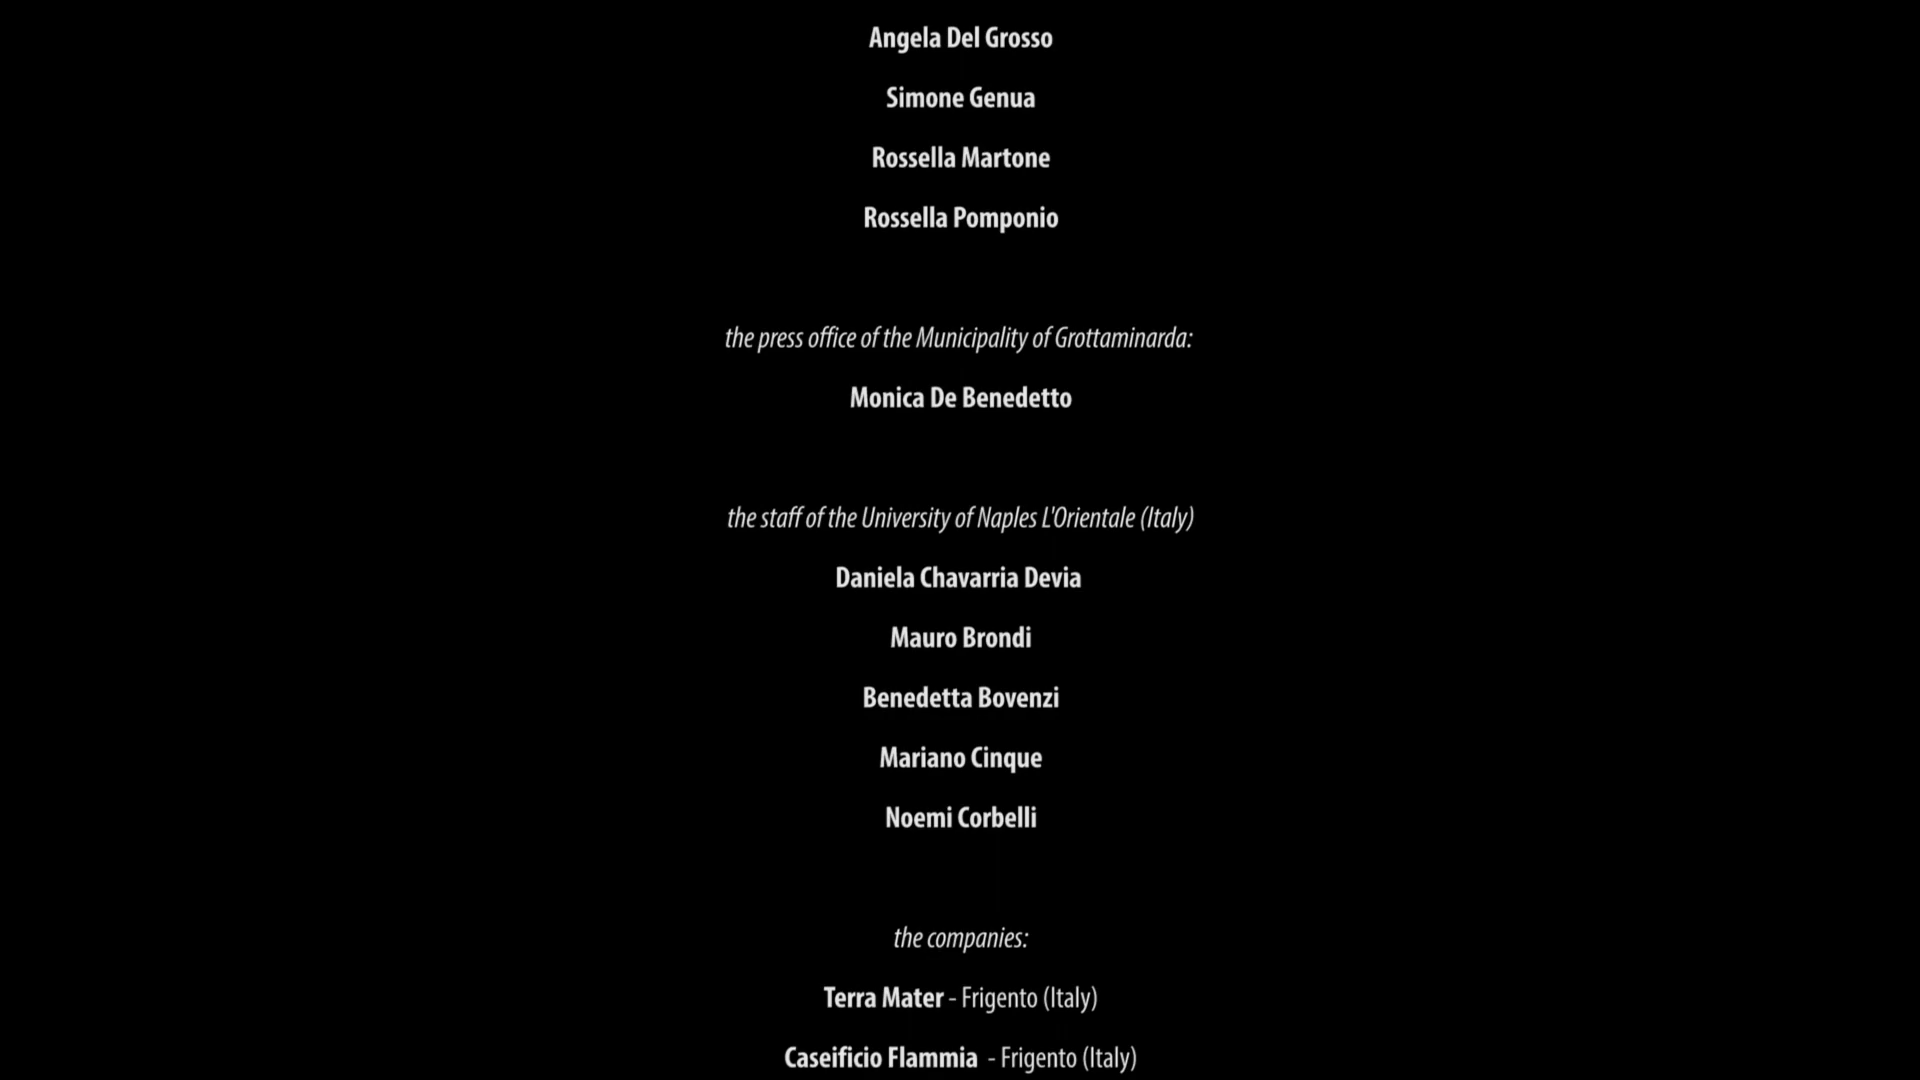 Angela Del Grosso
Simone Genua
Rossella Martone
Rossella Pomponio
the press office of the Municipality of Grottaminarda:
Monica De Benedetto
the staff of the University of Naples L'Orientale (Italy)
Daniela Chavarria Devia
Mauro Brondi
Benedetta Bovenzi
Mariano Cinque
Noemi Corbelli
the companies:
Terra Mater - Frigento (Italy)
Caseificio Flammia - Frigento (Italy)